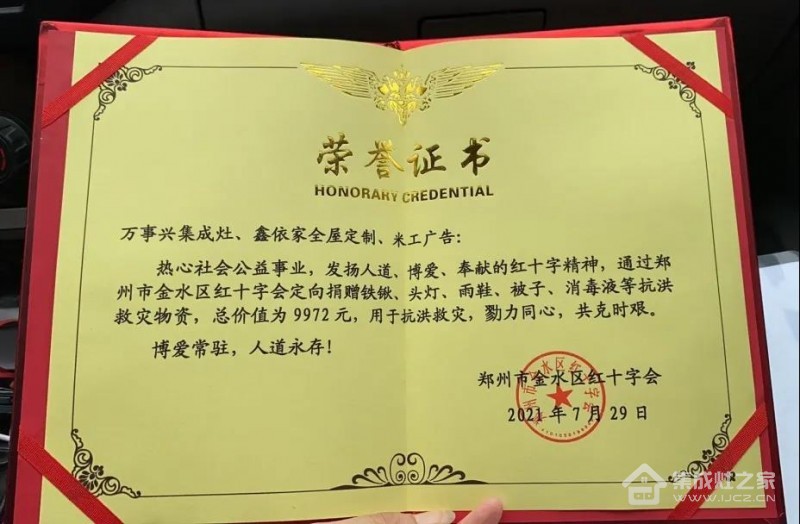 荣誉证书
HONORARY CREDENTIAL
万事兴集成灶、鑫依家全屋定制、米工广告：
热心社会公益事业，发扬人道、博爱、奉献的红十字精神，通过郑
州市金水区红十字会定向捐赠铁锹、头灯、雨鞋、被子、消毒液等抗洪
救灾物资，总价值为9972元，用于抗洪救灾，勠力同心，共克时艰。
博爱常驻，人道永存！
郑州市金水区红十字会
2021年7月29日
集成灶之家
www.ijcz.cn